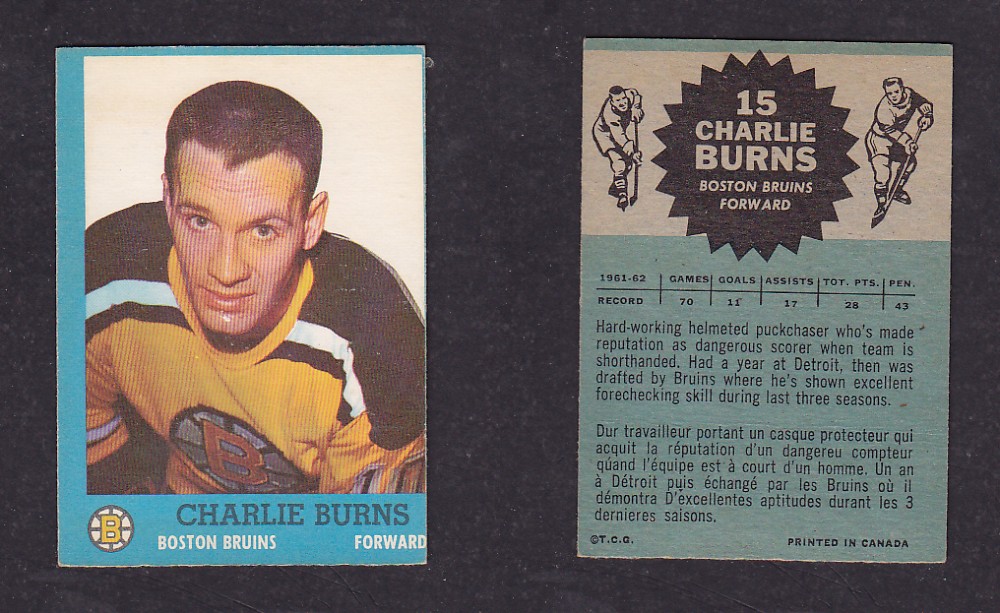 B
B
CHARLIE BURNS
BOSTON BRUINS FORWARD
15
CHARLIE
BURNS
BOSTON BRUINS
FORWARD
1961-62 GAMES GOALS ASSISTS TOT. PTS. PEN.
RECORD 70 11 17 28 43
Hard-working helmeted puckchaser who's made
reputation as dangerous scorer when team is
shorthanded. Had a year at Detroit, then was
drafted by Bruins where he's shown excellent
forechecking skill during last three seasons.
Dur travailleur portant un casque protecteur qui
acquit la réputation d'un dangereu compteur
quànd l'équipe est à court d'un homme. Un an
à Détroit puis échangé par les Bruins où il
démontra D'excellentes aptitudes durant les 3
dernieres saisons.
©T.C.G. PRINTED IN CANADA